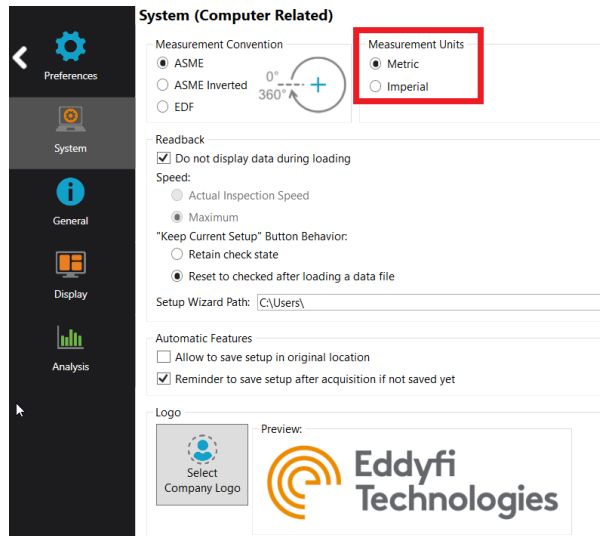 System (Computer Related)
Preferences
System
General
Display
Analysis
Measurement Convention
ASME
ASME Inverted
EDF
0°
360°
Measurement Units
Metric
Imperial
Readback
Do not display data during loading
Speed:
Actual Inspection Speed
Maximum
"Keep Current Setup" Button Behavior:
Retain check state
Reset to checked after loading a data file
Setup Wizard Path: C:\Users\
Automatic Features
Allow to save setup in original location
Reminder to save setup after acquisition if not saved yet
Logo
Select
Company Logo
Preview:
Eddyfi
Technologies